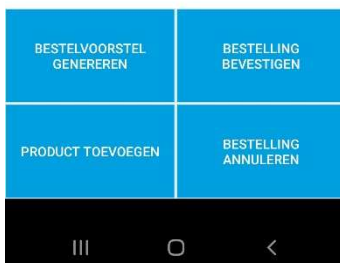 BESTELVOORSTEL
GENEREREN
BESTELLING
BEVESTIGEN
PRODUCT TOEVOEGEN
BESTELLING
ANNULEREN